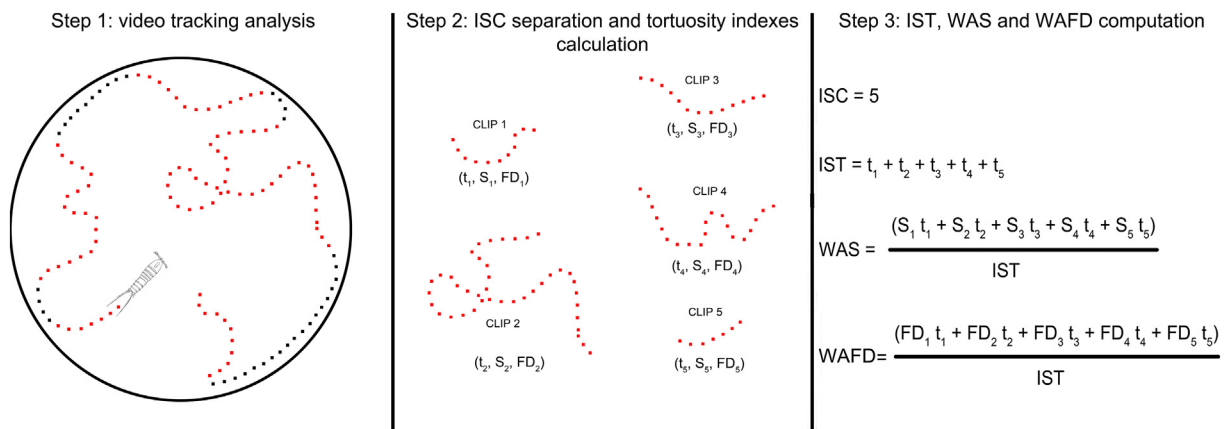 Step 1: video tracking analysis
Step 2: ISC separation and tortuosity indexes
calculation
CLIP 1
(t₁, S₁, FD₁)
CLIP 2
(t₂, S₂, FD₂)
CLIP 3
(t₃, S₃, FD₃)
CLIP 4
(t₄, S₄, FD₄)
CLIP 5
(t₅, S₅, FD₅)
Step 3: IST, WAS and WAFD computation
ISC = 5
IST = t₁ + t₂ + t₃ + t₄ + t₅
WAS = (S₁ t₁ + S₂ t₂ + S₃ t₃ + S₄ t₄ + S₅ t₅)
IST
WAFD= (FD₁ t₁ + FD₂ t₂ + FD₃ t₃ + FD₄ t₄ + FD₅ t₅)
IST